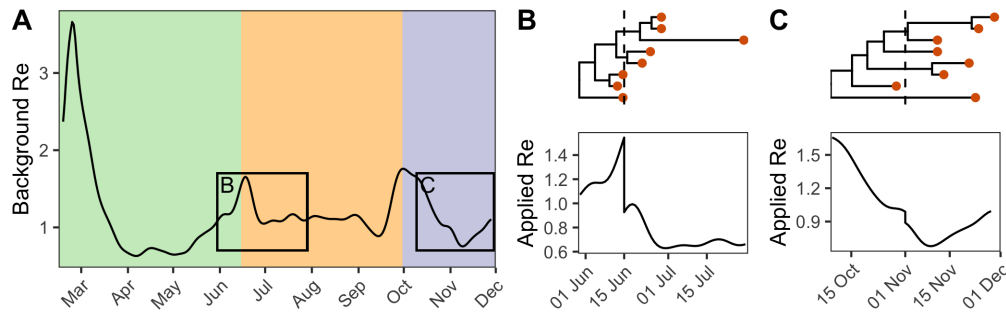 A
Background Re
3
2
1
B
C
Mar
Apr
May
Jun
Jul
Aug
Sep
Oct
Nov
Dec
B
Applied Re
1.4
1.2
1.0
0.8
0.6
01 Jun
15 Jun
01 Jul
15 Jul
C
Applied Re
1.5
1.2
0.9
15 Oct
01 Nov
15 Nov
01 Dec